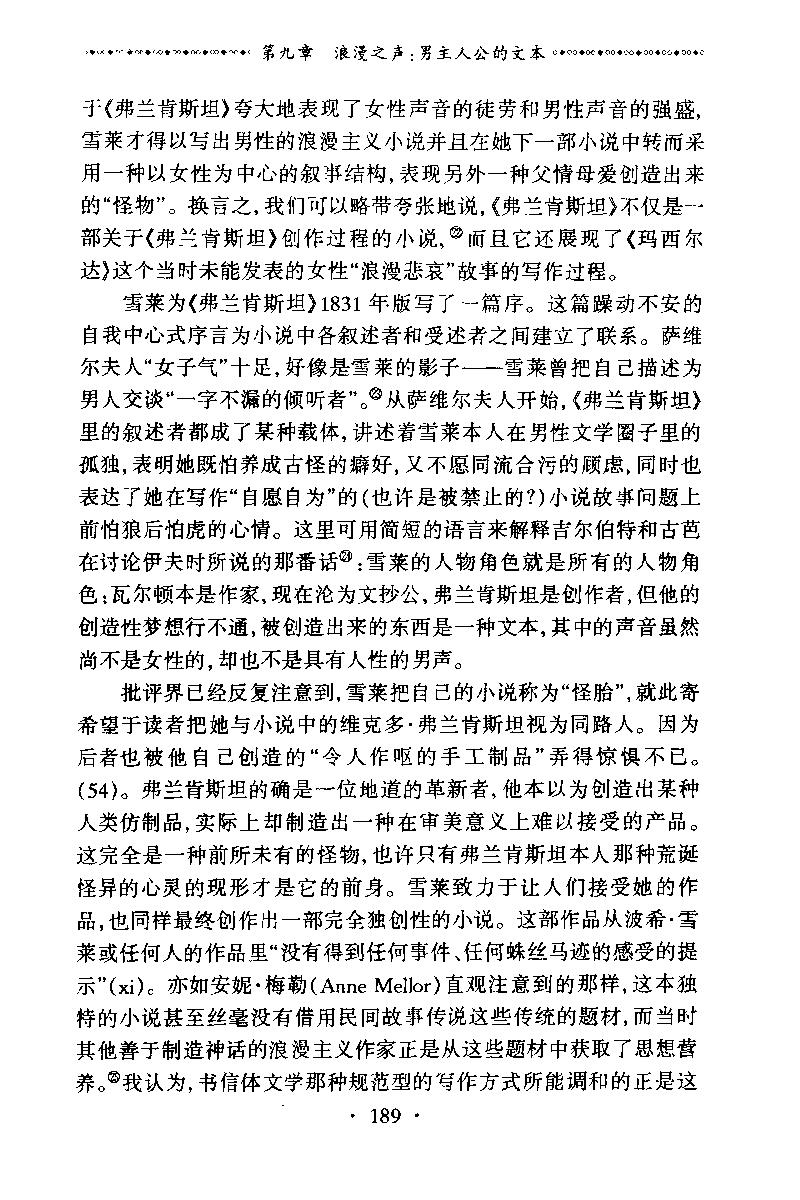 第九章 浪漫之声:男主人公的文本
于《弗兰肯斯坦》夸大地表现了女性声音的徒劳和男性声音的强盛,
雪莱才得以写出男性的浪漫主义小说并且在她下一部小说中转而采
用一种以女性为中心的叙事结构,表现另外一种父情母爱创造出来
的“怪物”。换言之,我们可以略带夸张地说,《弗兰肯斯坦》不仅是一
部关于《弗兰肯斯坦》创作过程的小说,㉒而且它还展现了《玛西尔
达》这个当时未能发表的女性“浪漫悲哀”故事的写作过程。
雪莱为《弗兰肯斯坦》1831 年版写了一篇序。这篇躁动不安的
自我中心式序言为小说中各叙述者和受述者之间建立了联系。萨维
尔夫人“女子气”十足,好像是雪莱的影子——雪莱曾把自己描述为
男人交谈“一字不漏的倾听者”。㉓从萨维尔夫人开始,《弗兰肯斯坦》
里的叙述者都成了某种载体,讲述着雪莱本人在男性文学圈子里的
孤独,表明她既怕养成古怪的癖好,又不愿同流合污的顾虑,同时也
表达了她在写作“自愿自为”的(也许是被禁止的?)小说故事问题上
前怕狼后怕虎的心情。这里可用简短的语言来解释吉尔伯特和古芭
在讨论伊夫时所说的那番话㉔:雪莱的人物角色就是所有的人物角
色;瓦尔顿本是作家,现在沦为文抄公,弗兰肯斯坦是创作者,但他的
创造性梦想行不通,被创造出来的东西是一种文本,其中的声音虽然
尚不是女性的,却也不是具有人性的男声。
批评界已经反复注意到,雪莱把自己的小说称为“怪胎”,就此寄
希望于读者把她与小说中的维克多·弗兰肯斯坦视为同路人。因为
后者也被他自己创造的“令人作呕的手工制品”弄得惊惧不已。
(54)。弗兰肯斯坦的确是一位地道的革新者,他本以为创造出某种
人类仿制品,实际上却制造出一种在审美意义上难以接受的产品。
这完全是一种前所未有的怪物,也许只有弗兰肯斯坦本人那种荒诞
怪异的心灵的现形才是它的前身。雪莱致力于让人们接受她的作
品,也同样最终创作出一部完全独创性的小说。这部作品从波希·雪
莱或任何人的作品里“没有得到任何事件、任何蛛丝马迹的感受的提
示”(xi)。亦如安妮·梅勒(Anne Mellor)直观注意到的那样,这本独
特的小说甚至丝毫没有借用民间故事传说这些传统的题材,而当时
其他善于制造神话的浪漫主义作家正是从这些题材中获取了思想营
养。㉕我认为,书信体文学那种规范型的写作方式所能调和的正是这
· 189 ·